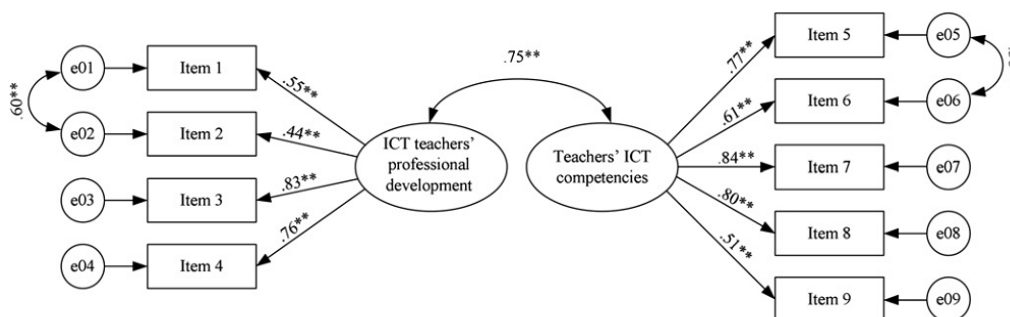 e01
Item 1
.55**
.60**
e02
Item 2
.44**
e03
Item 3
.83**
e04
Item 4
.76**
ICT teachers'
professional
development
.75**
Teachers' ICT
competencies
.77**
Item 5
e05
.61**
Item 6
e06
.84**
Item 7
e07
.80**
Item 8
e08
.51**
Item 9
e09